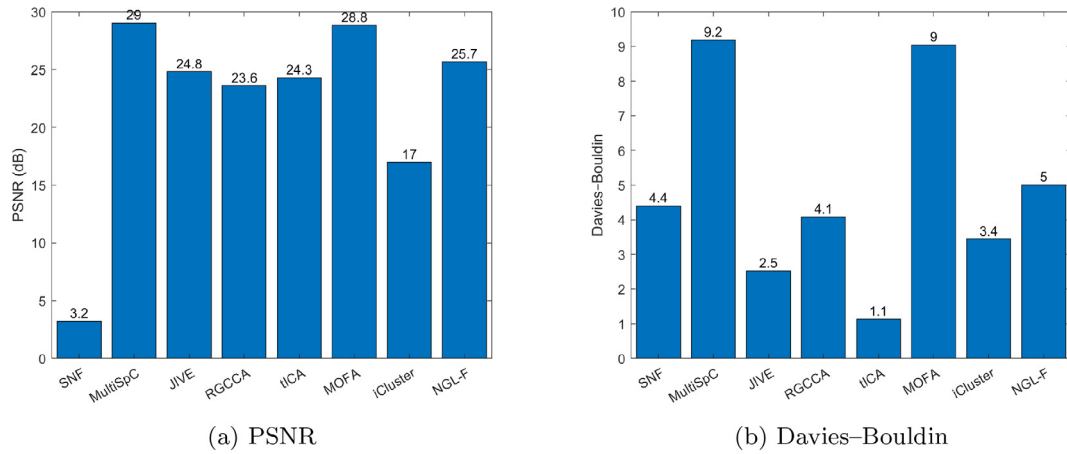 30
25
20
15
10
5
0
PSNR (dB)
3.2
29
24.8
23.6
24.3
28.8
17
25.7
SNF
MultiSpC
JIVE
RGCCA
tICA
MOFA
iCluster
NGL-F
(a) PSNR
10
9
8
7
6
5
4
3
2
1
0
Davies–Bouldin
4.4
9.2
2.5
4.1
1.1
9
3.4
5
SNF
MultiSpC
JIVE
RGCCA
tICA
MOFA
iCluster
NGL-F
(b) Davies–Bouldin